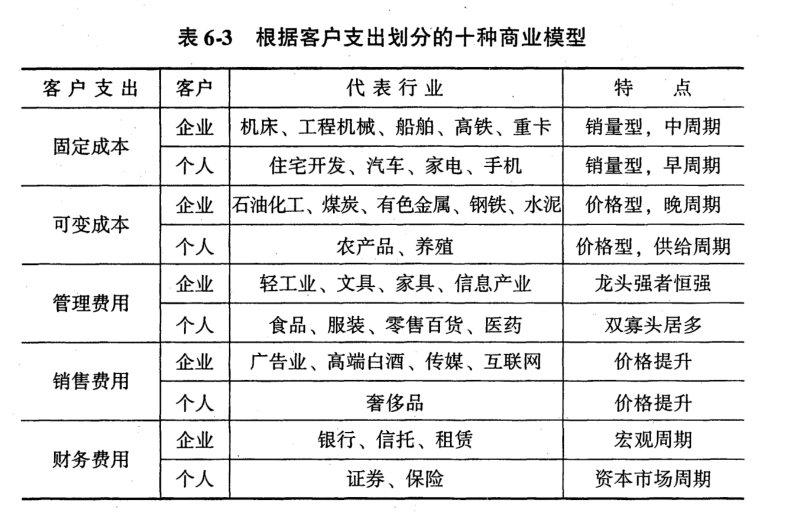 表 6-3 根据客户支出划分的十种商业模型
客户支出 客户 代表行业 特点
固定成本 企业 机床、工程机械、船舶、高铁、重卡 销量型，中周期
个人 住宅开发、汽车、家电、手机 销量型，早周期
可变成本 企业 石油化工、煤炭、有色金属、钢铁、水泥 价格型，晚周期
个人 农产品、养殖 价格型，供给周期
管理费用 企业 轻工业、文具、家具、信息产业 龙头强者恒强
个人 食品、服装、零售百货、医药 双寡头居多
销售费用 企业 广告业、高端白酒、传媒、互联网 价格提升
个人 奢侈品 价格提升
财务费用 企业 银行、信托、租赁 宏观周期
个人 证券、保险 资本市场周期